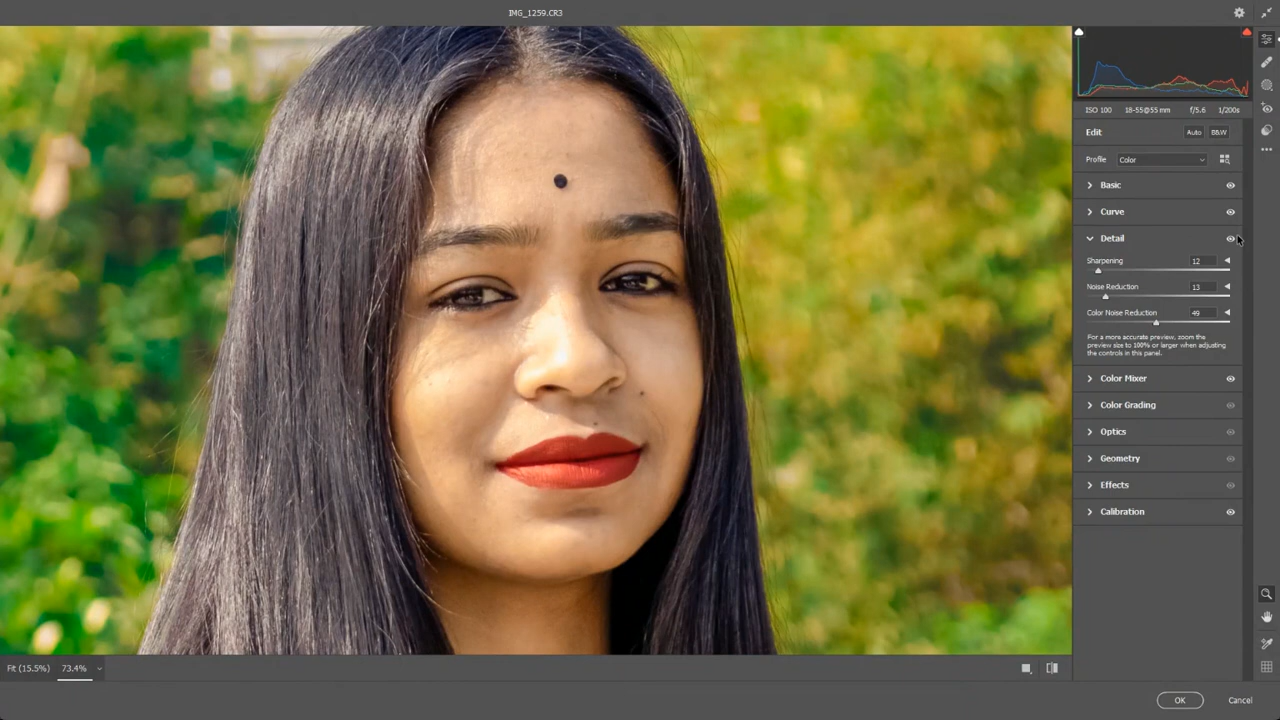 IMG_1259.CR3
ISO 100 18-55@55 mm f/5.6 1/200s
Edit Auto B&W
Profile Color
Basic
Curve
Detail
Sharpening 12
Noise Reduction 13
Color Noise Reduction 49
For a more accurate preview, zoom the
preview size to 100% or larger when adjusting
the controls in this panel.
Color Mixer
Color Grading
Optics
Geometry
Effects
Calibration
Fit (15.5%) 73.4%
OK Cancel